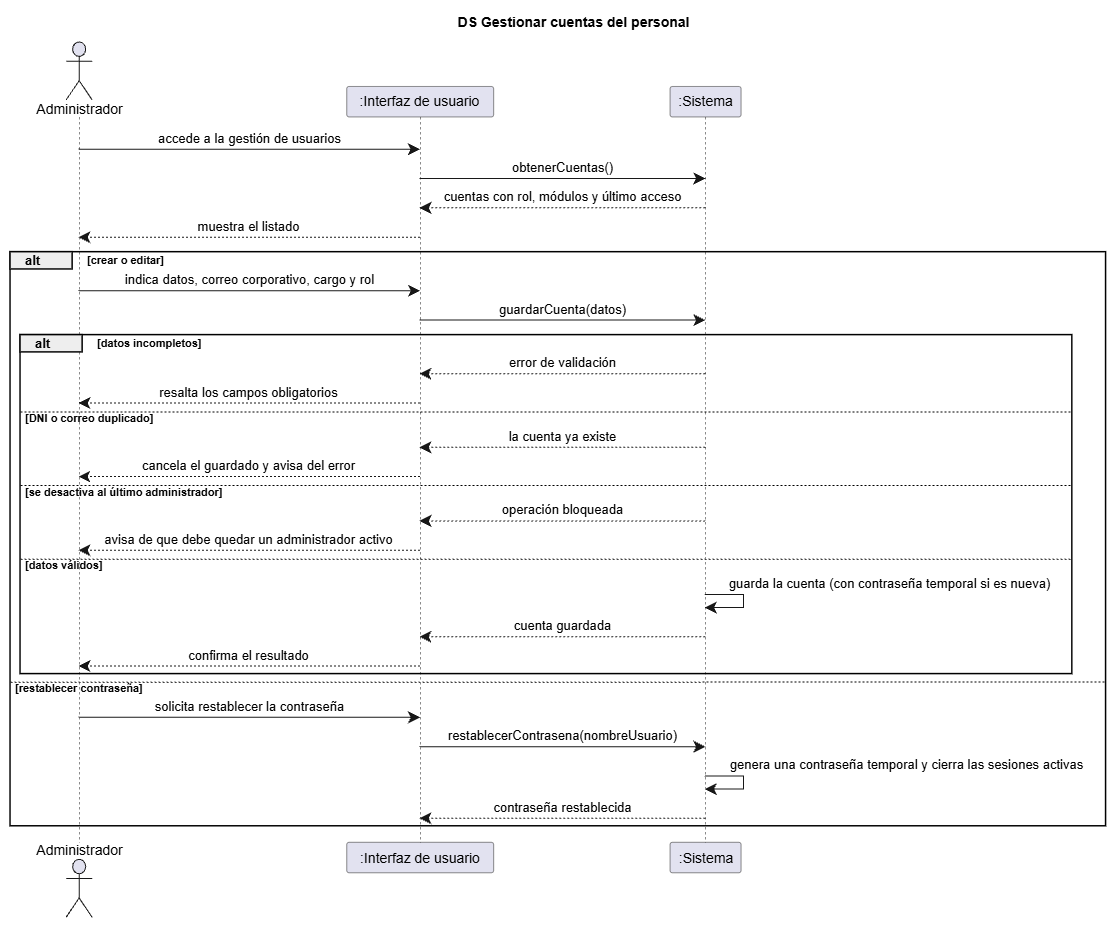 DS Gestionar cuentas del personal
Administrador
:Interfaz de usuario
:Sistema
accede a la gestión de usuarios
obtenerCuentas()
cuentas con rol, módulos y último acceso
muestra el listado
alt
[crear o editar]
indica datos, correo corporativo, cargo y rol
guardarCuenta(datos)
alt
[datos incompletos]
error de validación
resalta los campos obligatorios
[DNI o correo duplicado]
la cuenta ya existe
cancela el guardado y avisa del error
[se desactiva al último administrador]
operación bloqueada
avisa de que debe quedar un administrador activo
[datos válidos]
guarda la cuenta (con contraseña temporal si es nueva)
cuenta guardada
confirma el resultado
[restablecer contraseña]
solicita restablecer la contraseña
restablecerContrasena(nombreUsuario)
genera una contraseña temporal y cierra las sesiones activas
contraseña restablecida
Administrador
:Interfaz de usuario
:Sistema